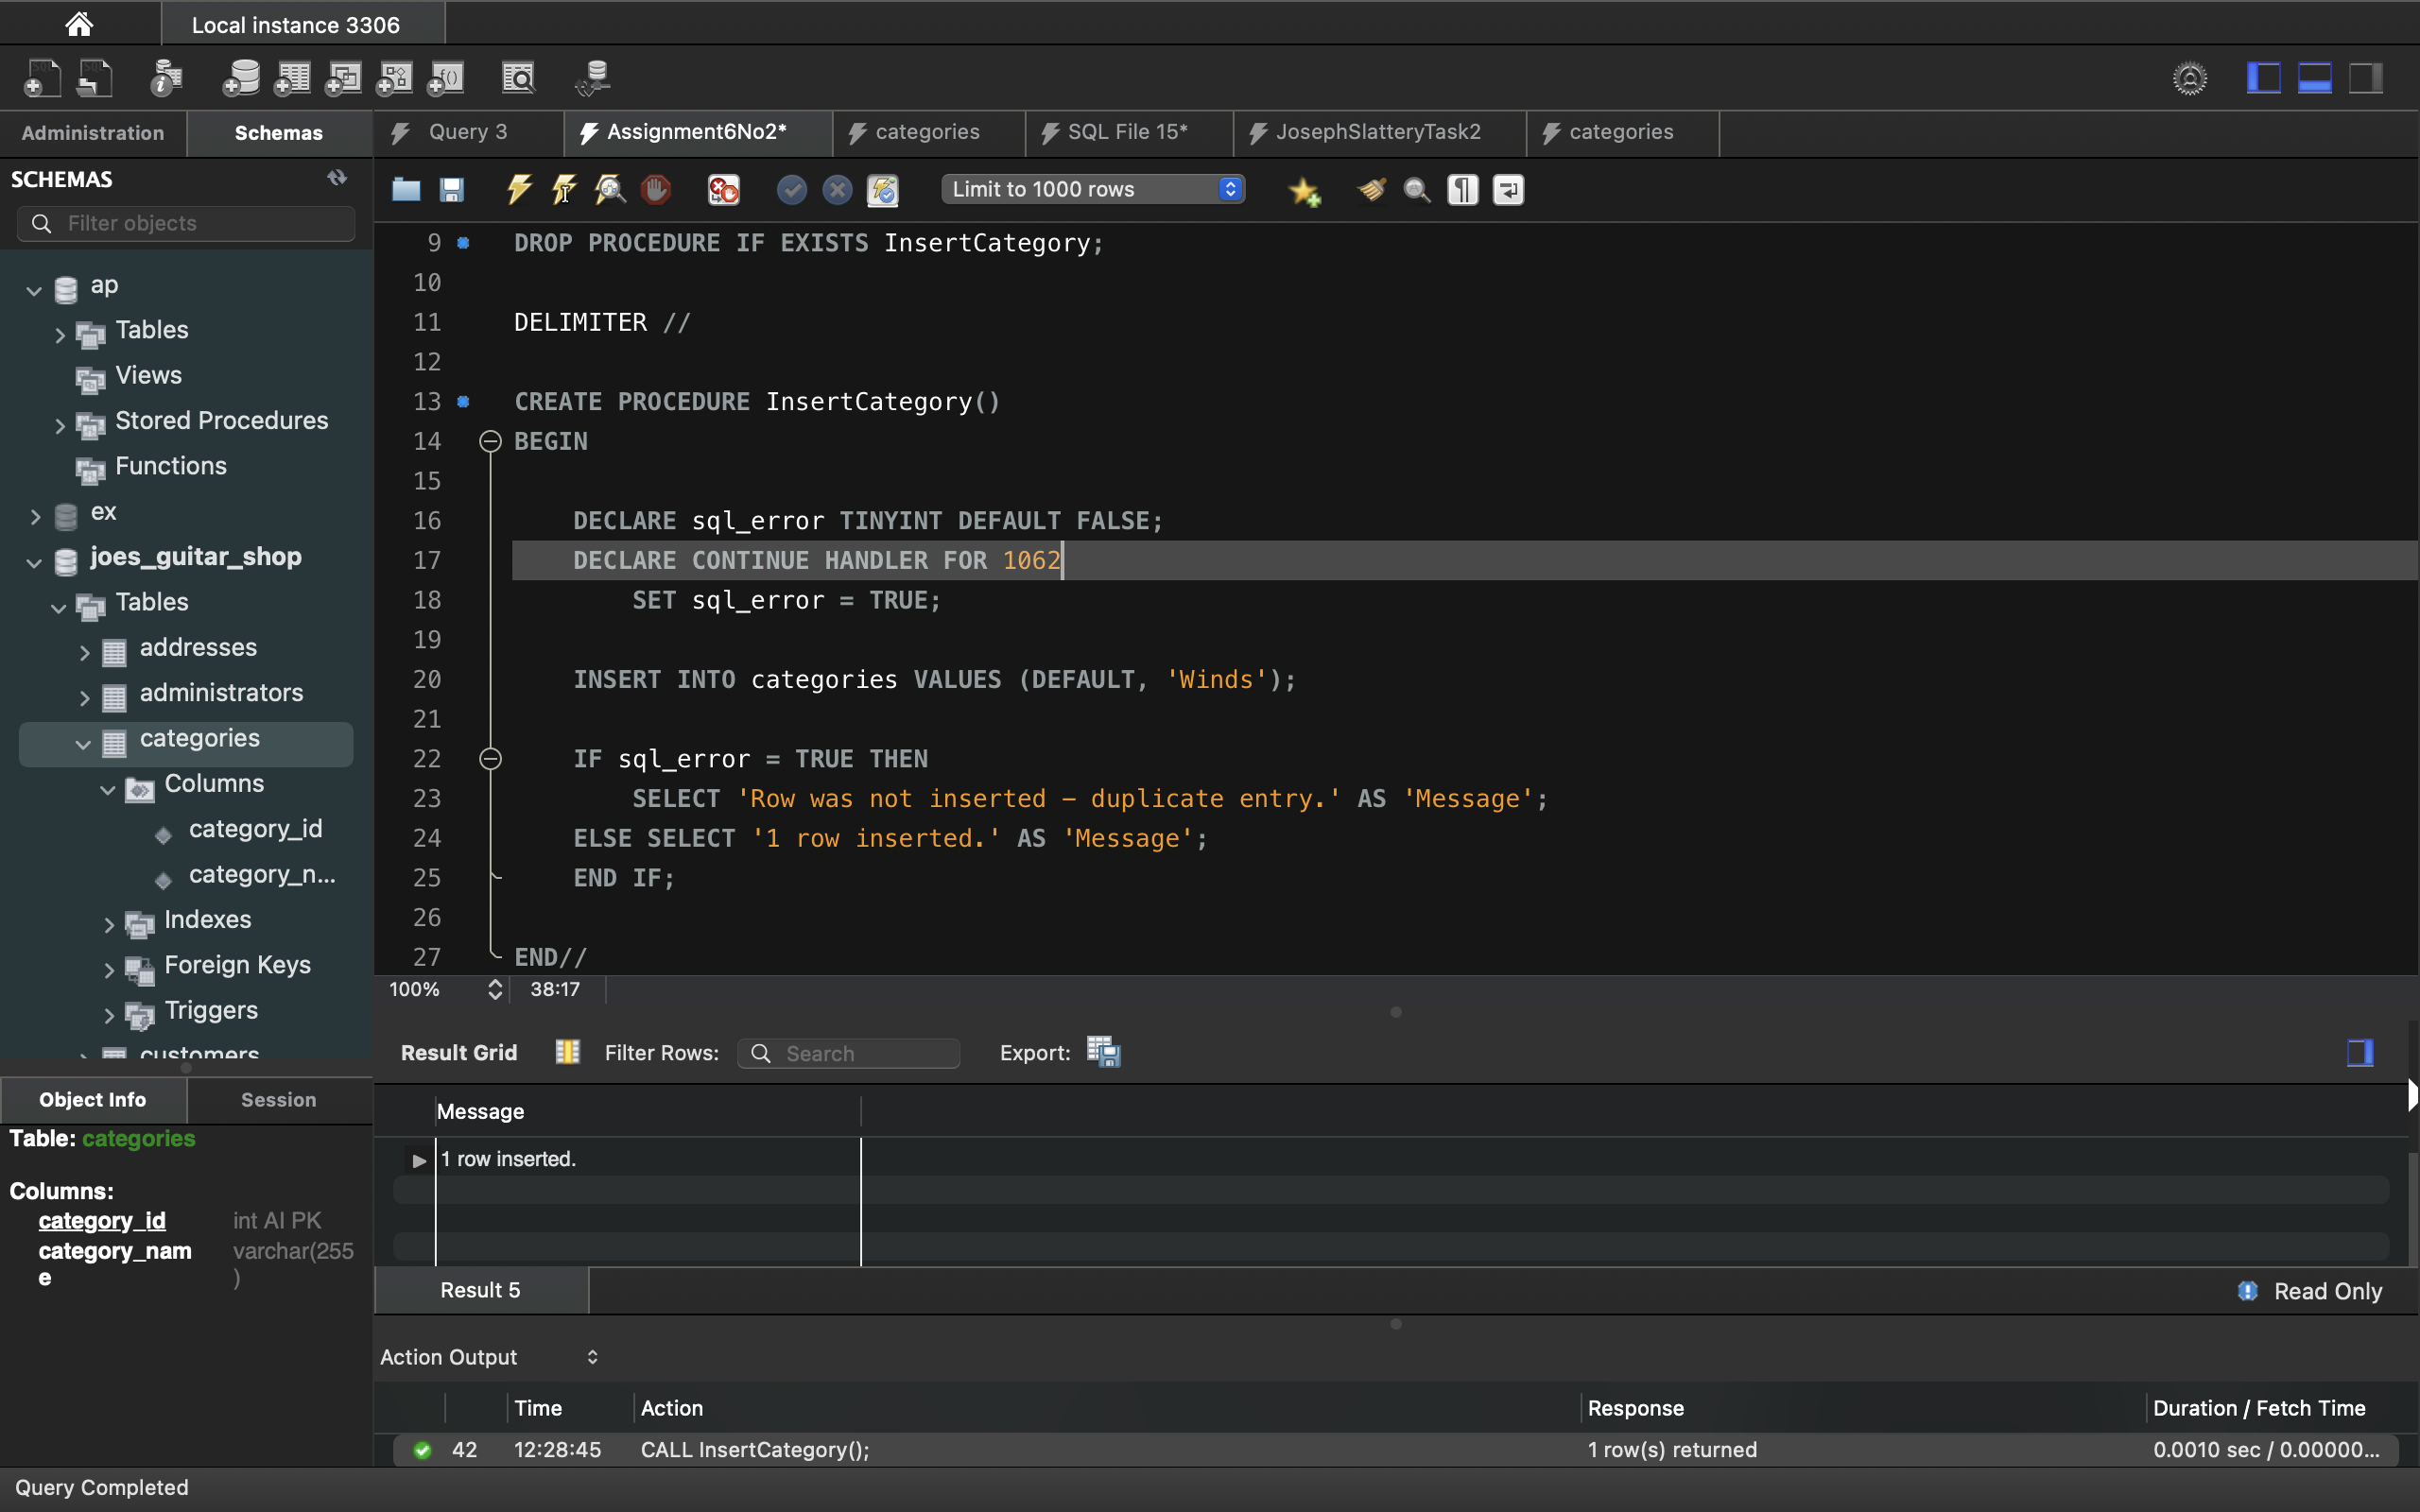 Local instance 3306
Administration
Schemas
Query 3
Assignment6No2*
categories
SQL File 15*
JosephSlatteryTask2
categories
SCHEMAS
Filter objects
ap
Tables
Views
Stored Procedures
Functions
ex
joes_guitar_shop
Tables
addresses
administrators
categories
Columns
category_id
category_n...
Indexes
Foreign Keys
Triggers
customers
Object Info
Session
Table: categories
Columns:
category_id int AI PK
category_nam varchar(255
e )
Limit to 1000 rows
9 DROP PROCEDURE IF EXISTS InsertCategory;
10
11 DELIMITER //
12
13 CREATE PROCEDURE InsertCategory()
14 BEGIN
15
16 DECLARE sql_error TINYINT DEFAULT FALSE;
17 DECLARE CONTINUE HANDLER FOR 1062
18 SET sql_error = TRUE;
19
20 INSERT INTO categories VALUES (DEFAULT, 'Winds');
21
22 IF sql_error = TRUE THEN
23 SELECT 'Row was not inserted – duplicate entry.' AS 'Message';
24 ELSE SELECT '1 row inserted.' AS 'Message';
25 END IF;
26
27 END//
100% 38:17
Result Grid Filter Rows: Search Export:
Message
1 row inserted.
Result 5
Read Only
Action Output
Time Action Response Duration / Fetch Time
42 12:28:45 CALL InsertCategory(); 1 row(s) returned 0.0010 sec / 0.00000...
Query Completed